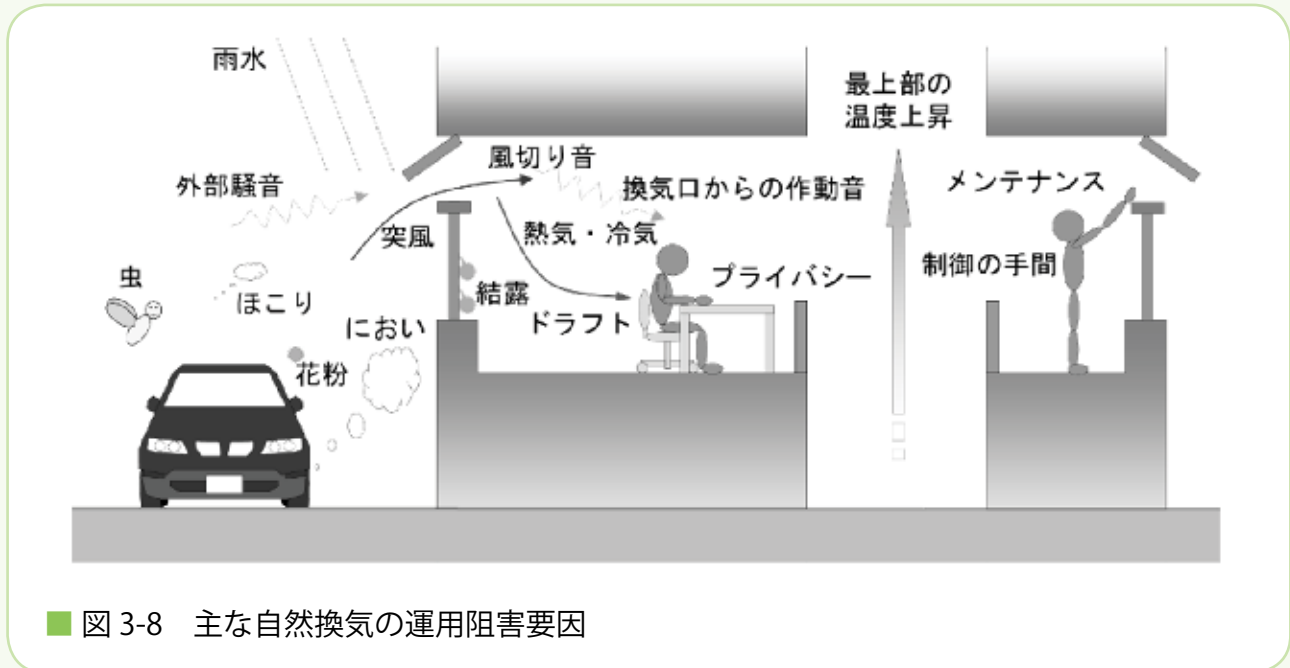 雨水
最上部の
温度上昇
風切り音
外部騒音
換気口からの作動音
メンテナンス
突風
熱気・冷気
プライバシー
制御の手間
虫
ほこり
結露
ドラフト
におい
花粉
■ 図 3-8 主な自然換気の運用阻害要因